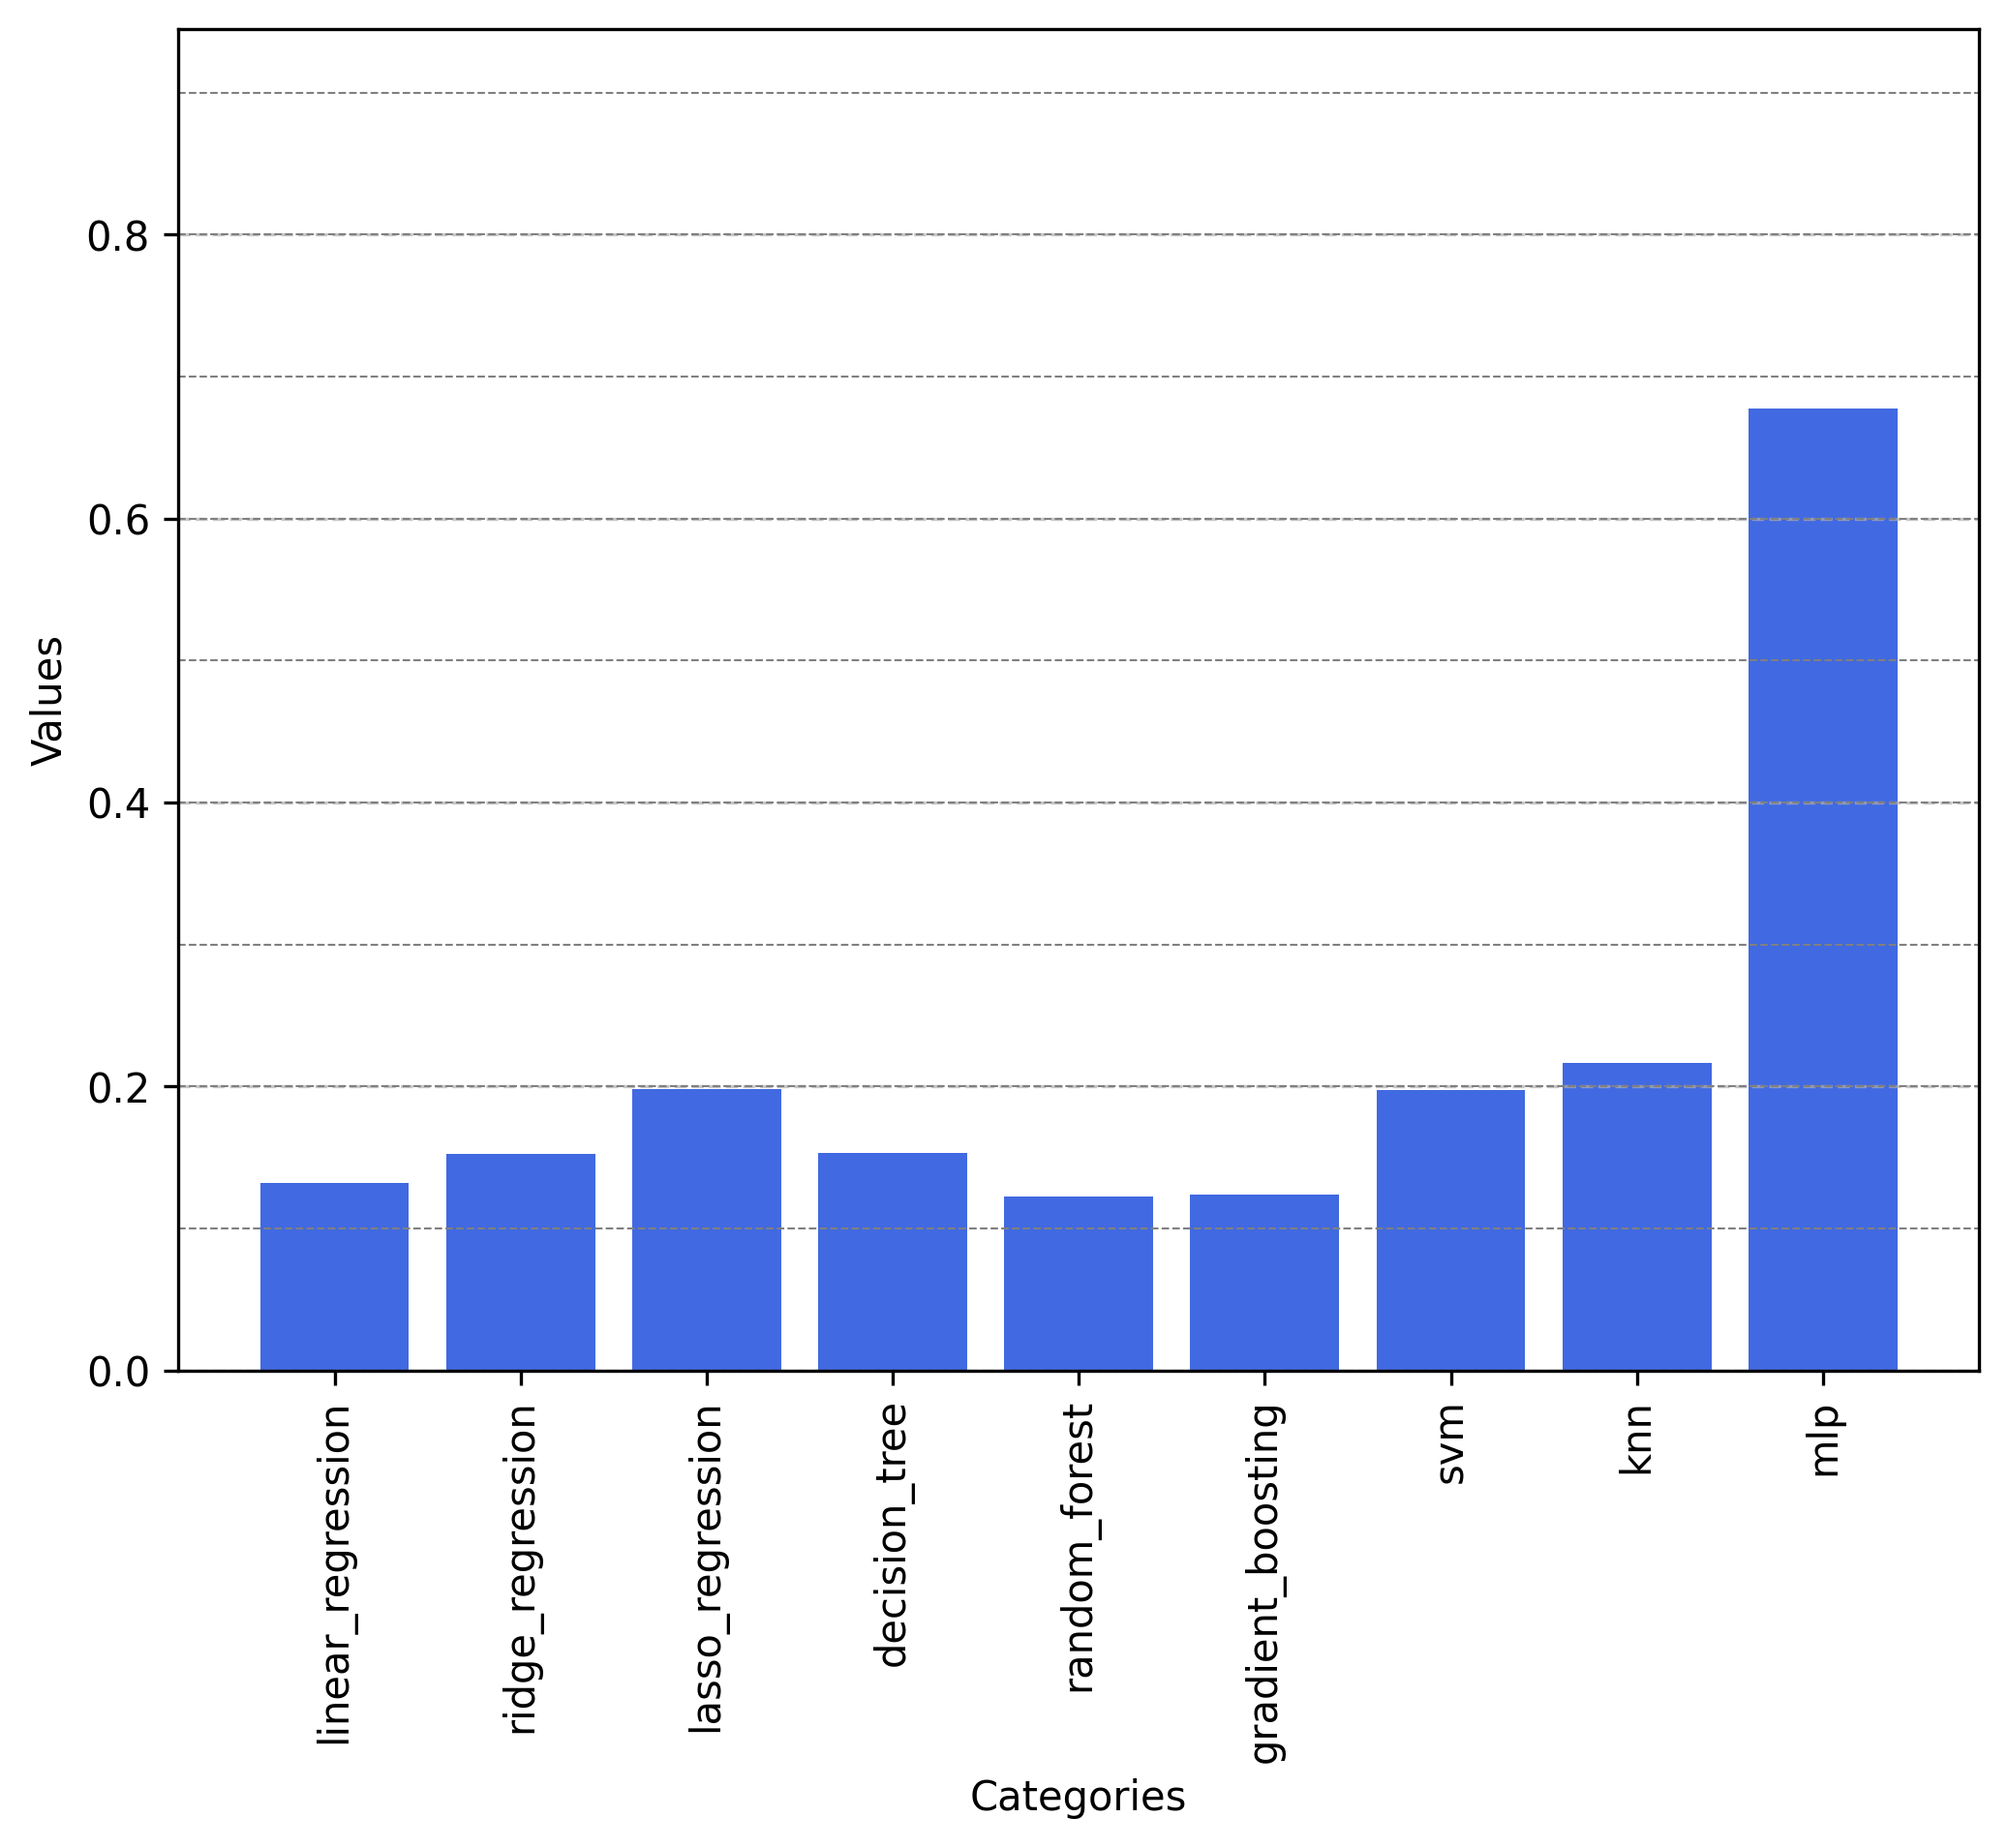 Values
0.8
0.6
0.4
0.2
0.0
linear_regression
ridge_regression
lasso_regression
decision_tree
random_forest
gradient_boosting
svm
knn
mlp
Categories